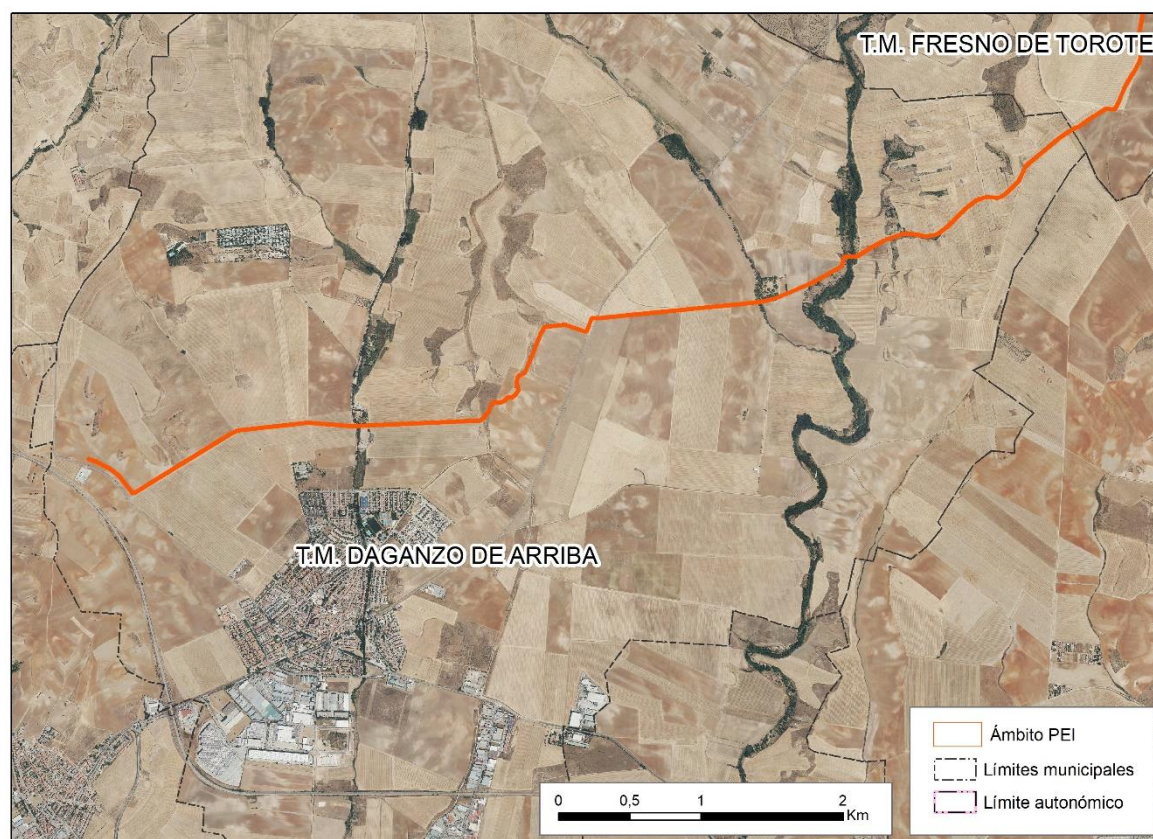 T.M. FRESNO DE TOROTE
T.M. DAGANZO DE ARRIBA
Ámbito PEI
Límites municipales
Límite autonómico
0 0,5 1 2
Km